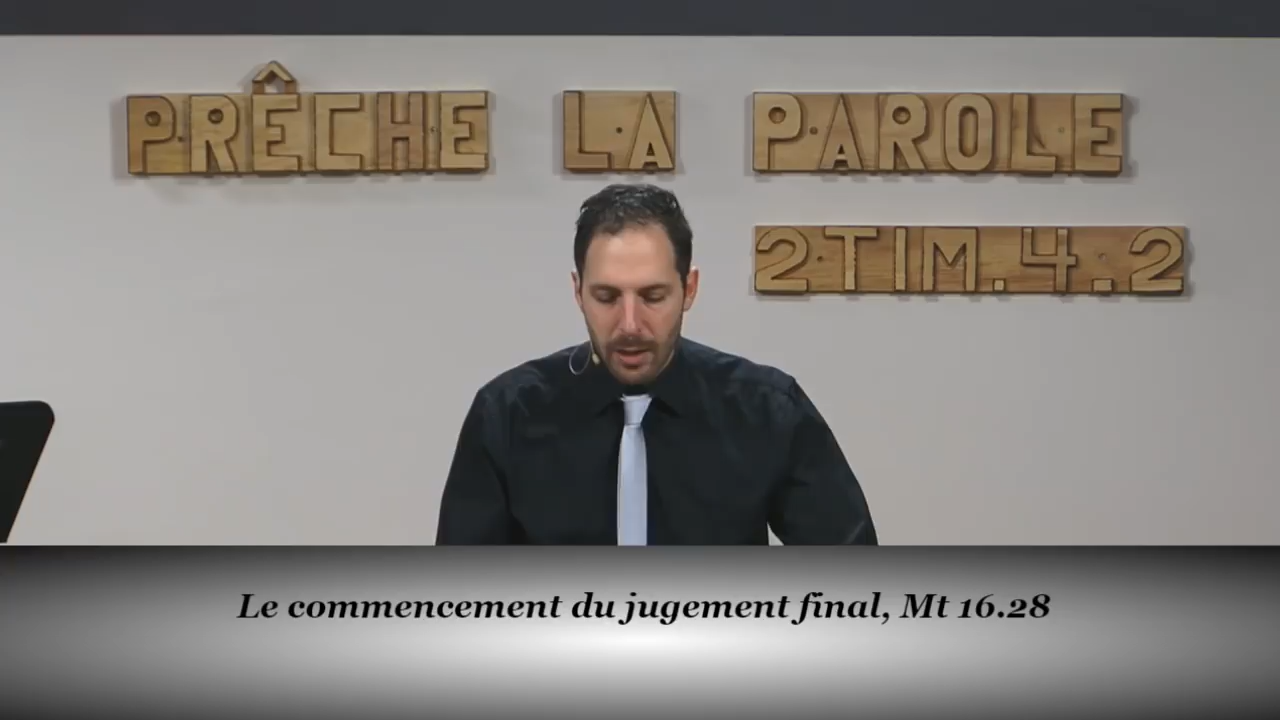 PRÊCHE LA PAROLE
2 TIM. 4. 2
Le commencement du jugement final, Mt 16.28